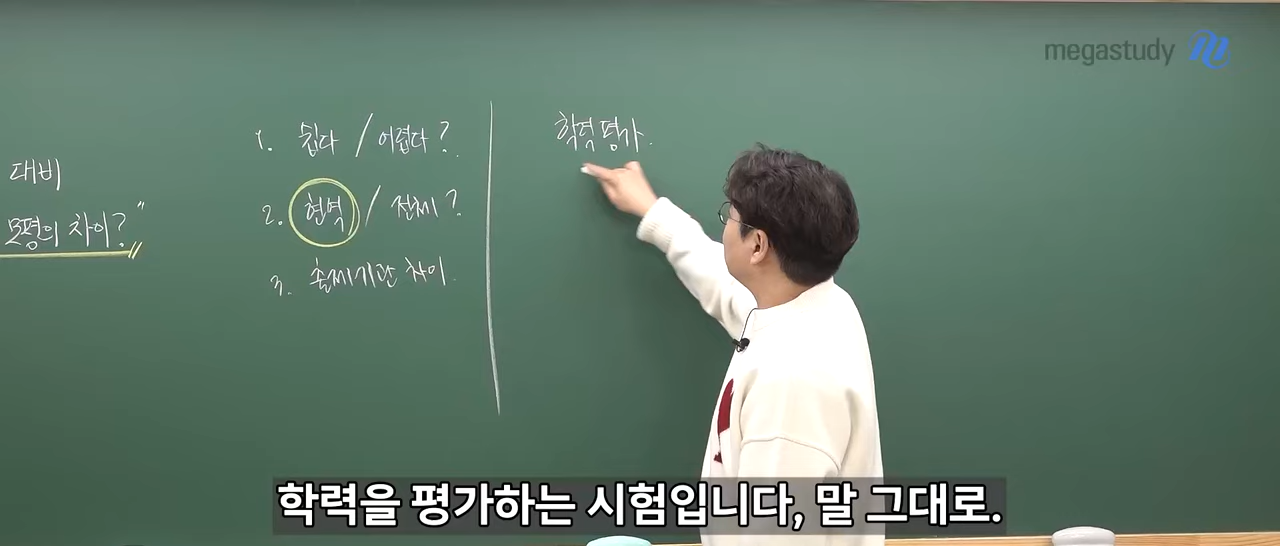 megastudy
대비
모평의 차이?"
1. 쉽다 / 어렵다?
2. 현역 / 전체?
3. 출제기관 차이.
학력평가.
학력을 평가하는 시험입니다, 말 그대로.